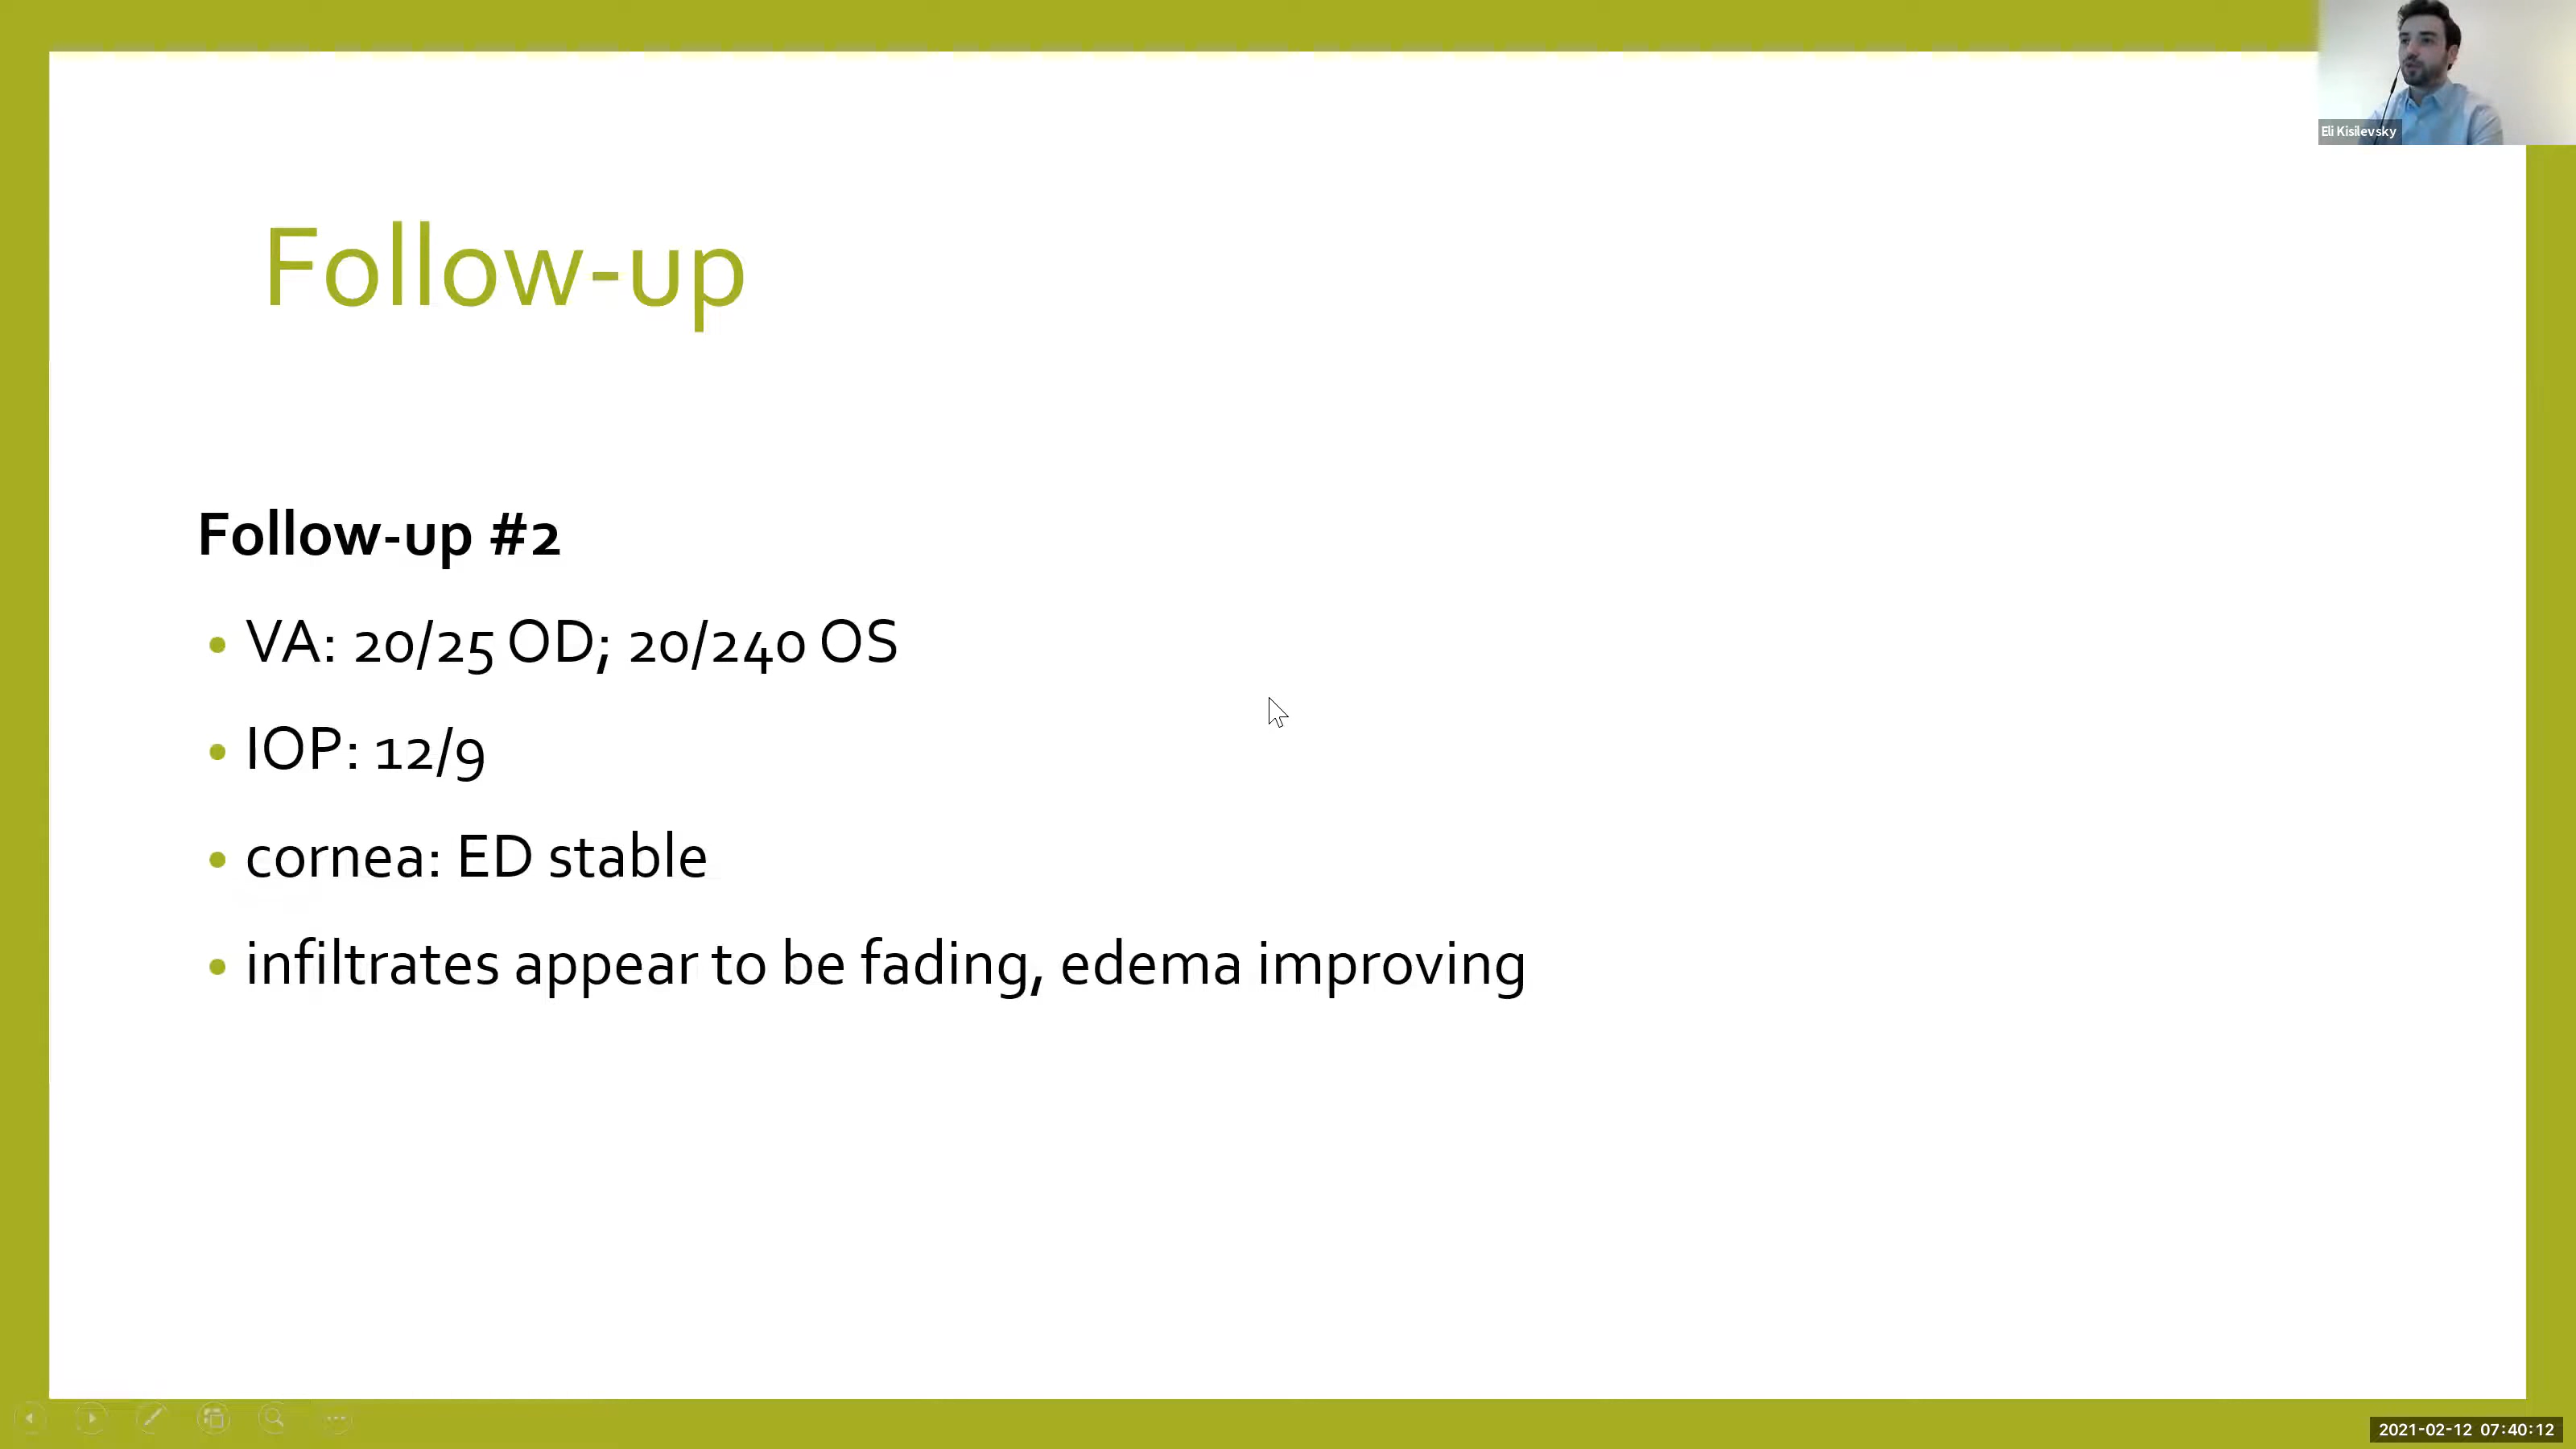 Eli Kisilevsky
Follow-up
Follow-up #2
• VA: 20/25 OD; 20/240 OS
• IOP: 12/9
• cornea: ED stable
• infiltrates appear to be fading, edema improving
2021-02-12 07:40:12